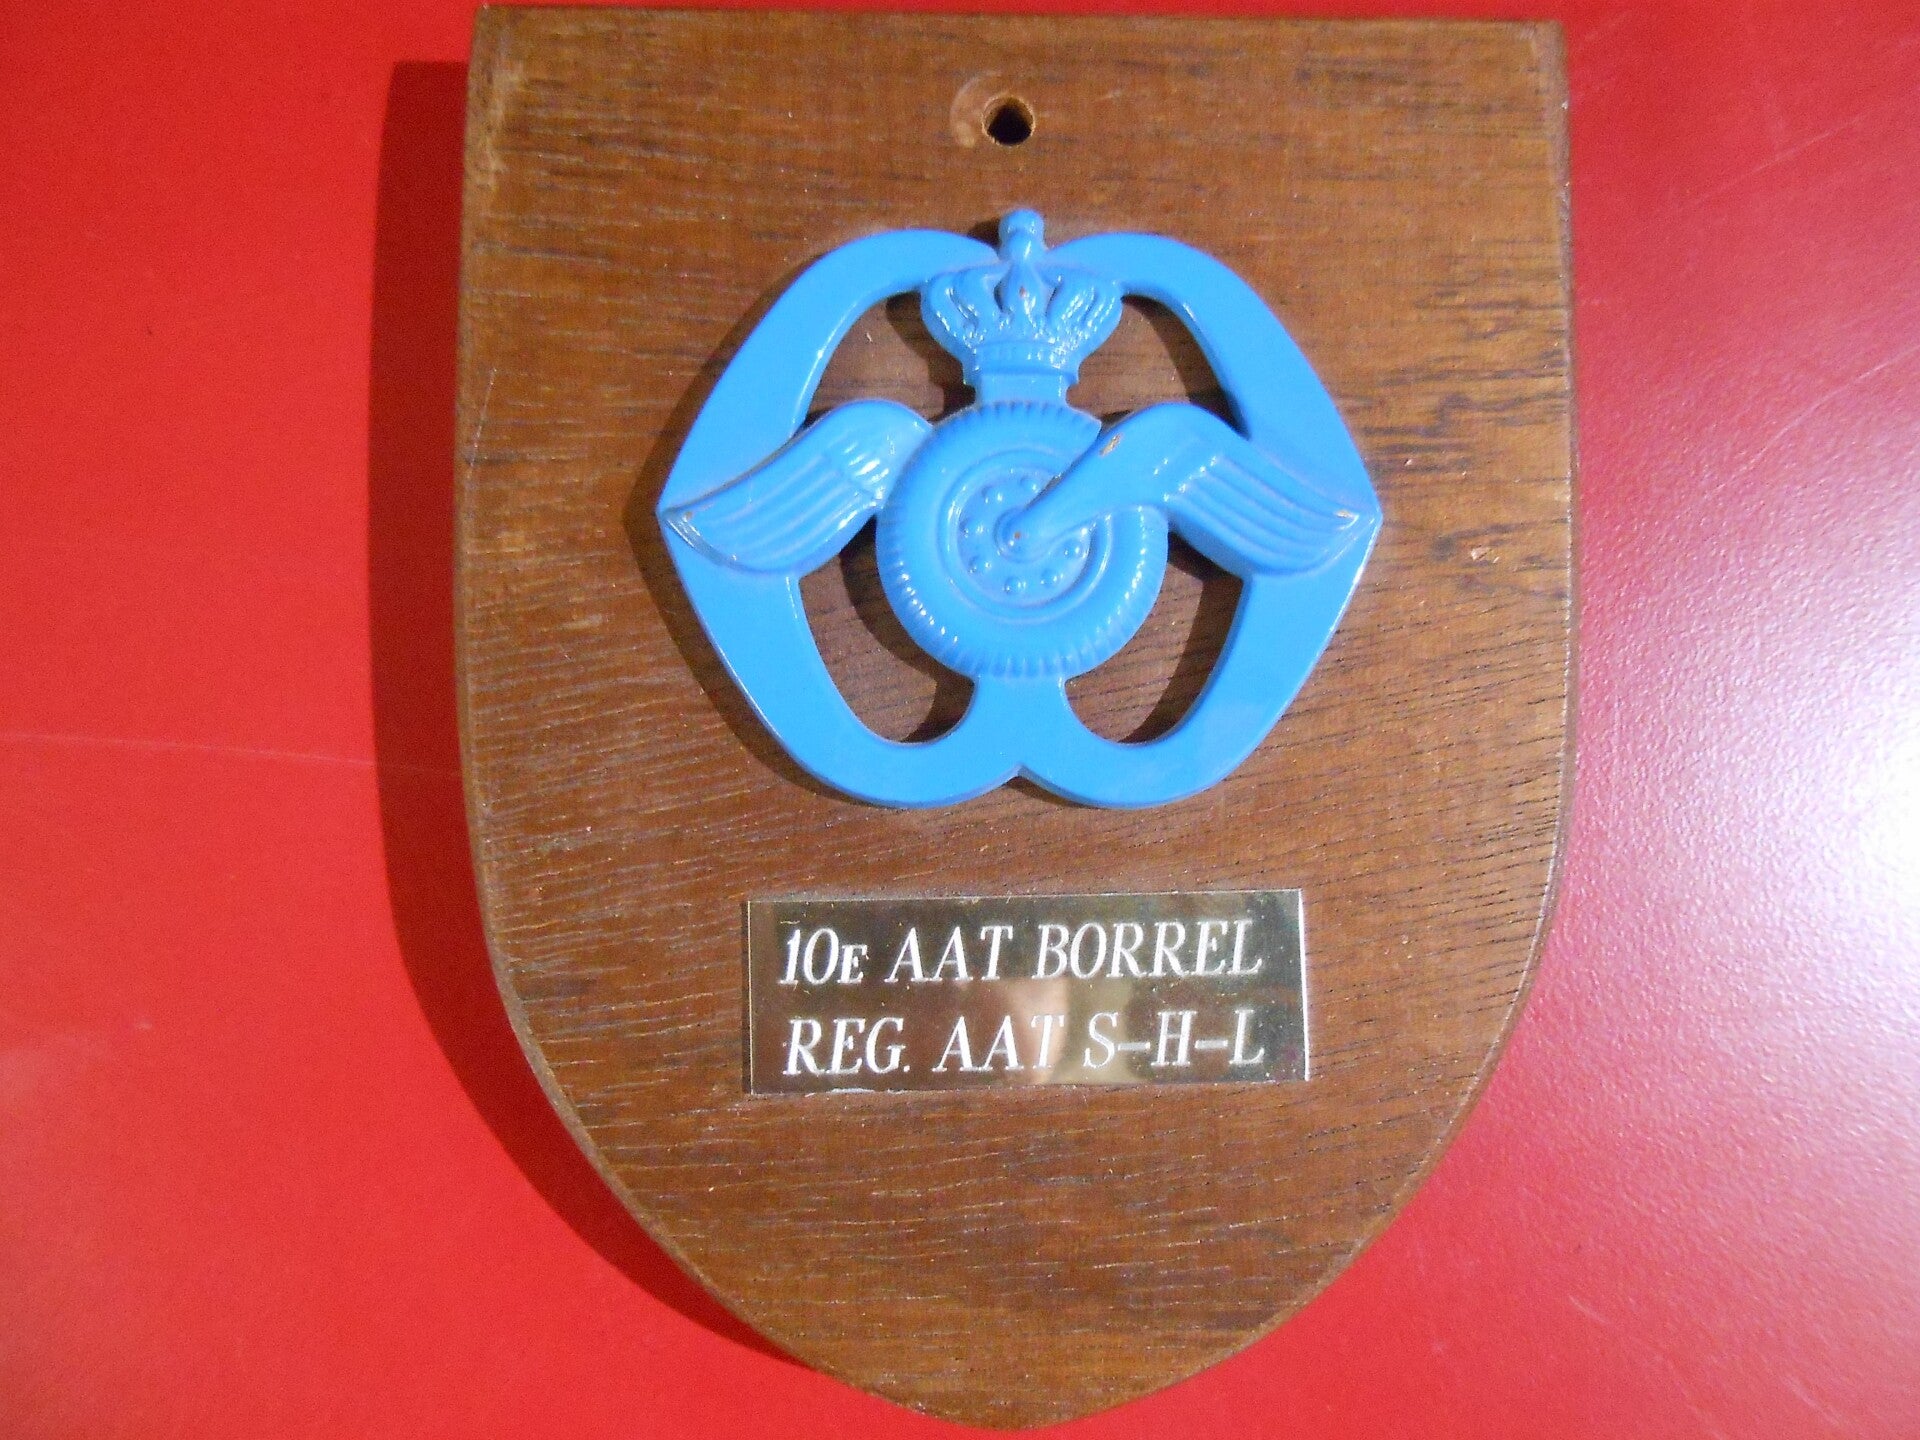 10E AAT BORREL
REG. AAT S-H-L